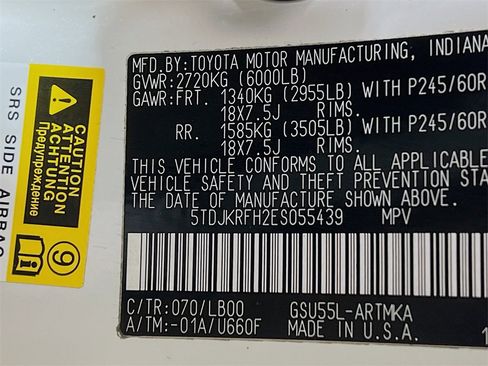 MFD.BY: TOYOTA MOTOR MANUFACTURING, INDIANA
GVWR:2720KG (6000LB)
GAWR:FRT. 1340KG (2955LB) WITH P245/60R
18X7.5J RIMS.
RR. 1585KG (3505LB) WITH P245/60R
18X7.5J RIMS.
THIS VEHICLE CONFORMS TO ALL APPLICABLE
VEHICLE SAFETY AND THEFT PREVENTION STA
THE DATE OF MANUFACTURE SHOWN ABOVE.
5TDJKRFH2ES055439 MPV
C/TR:070/LB00 GSU55L-ARTMKA
A/TM:-01A/U660F MADE IN U.S.A.
CAUTION
ATTENTION
ACHTUNG
Предупреждение
9
SRS SIDE AIRBAG